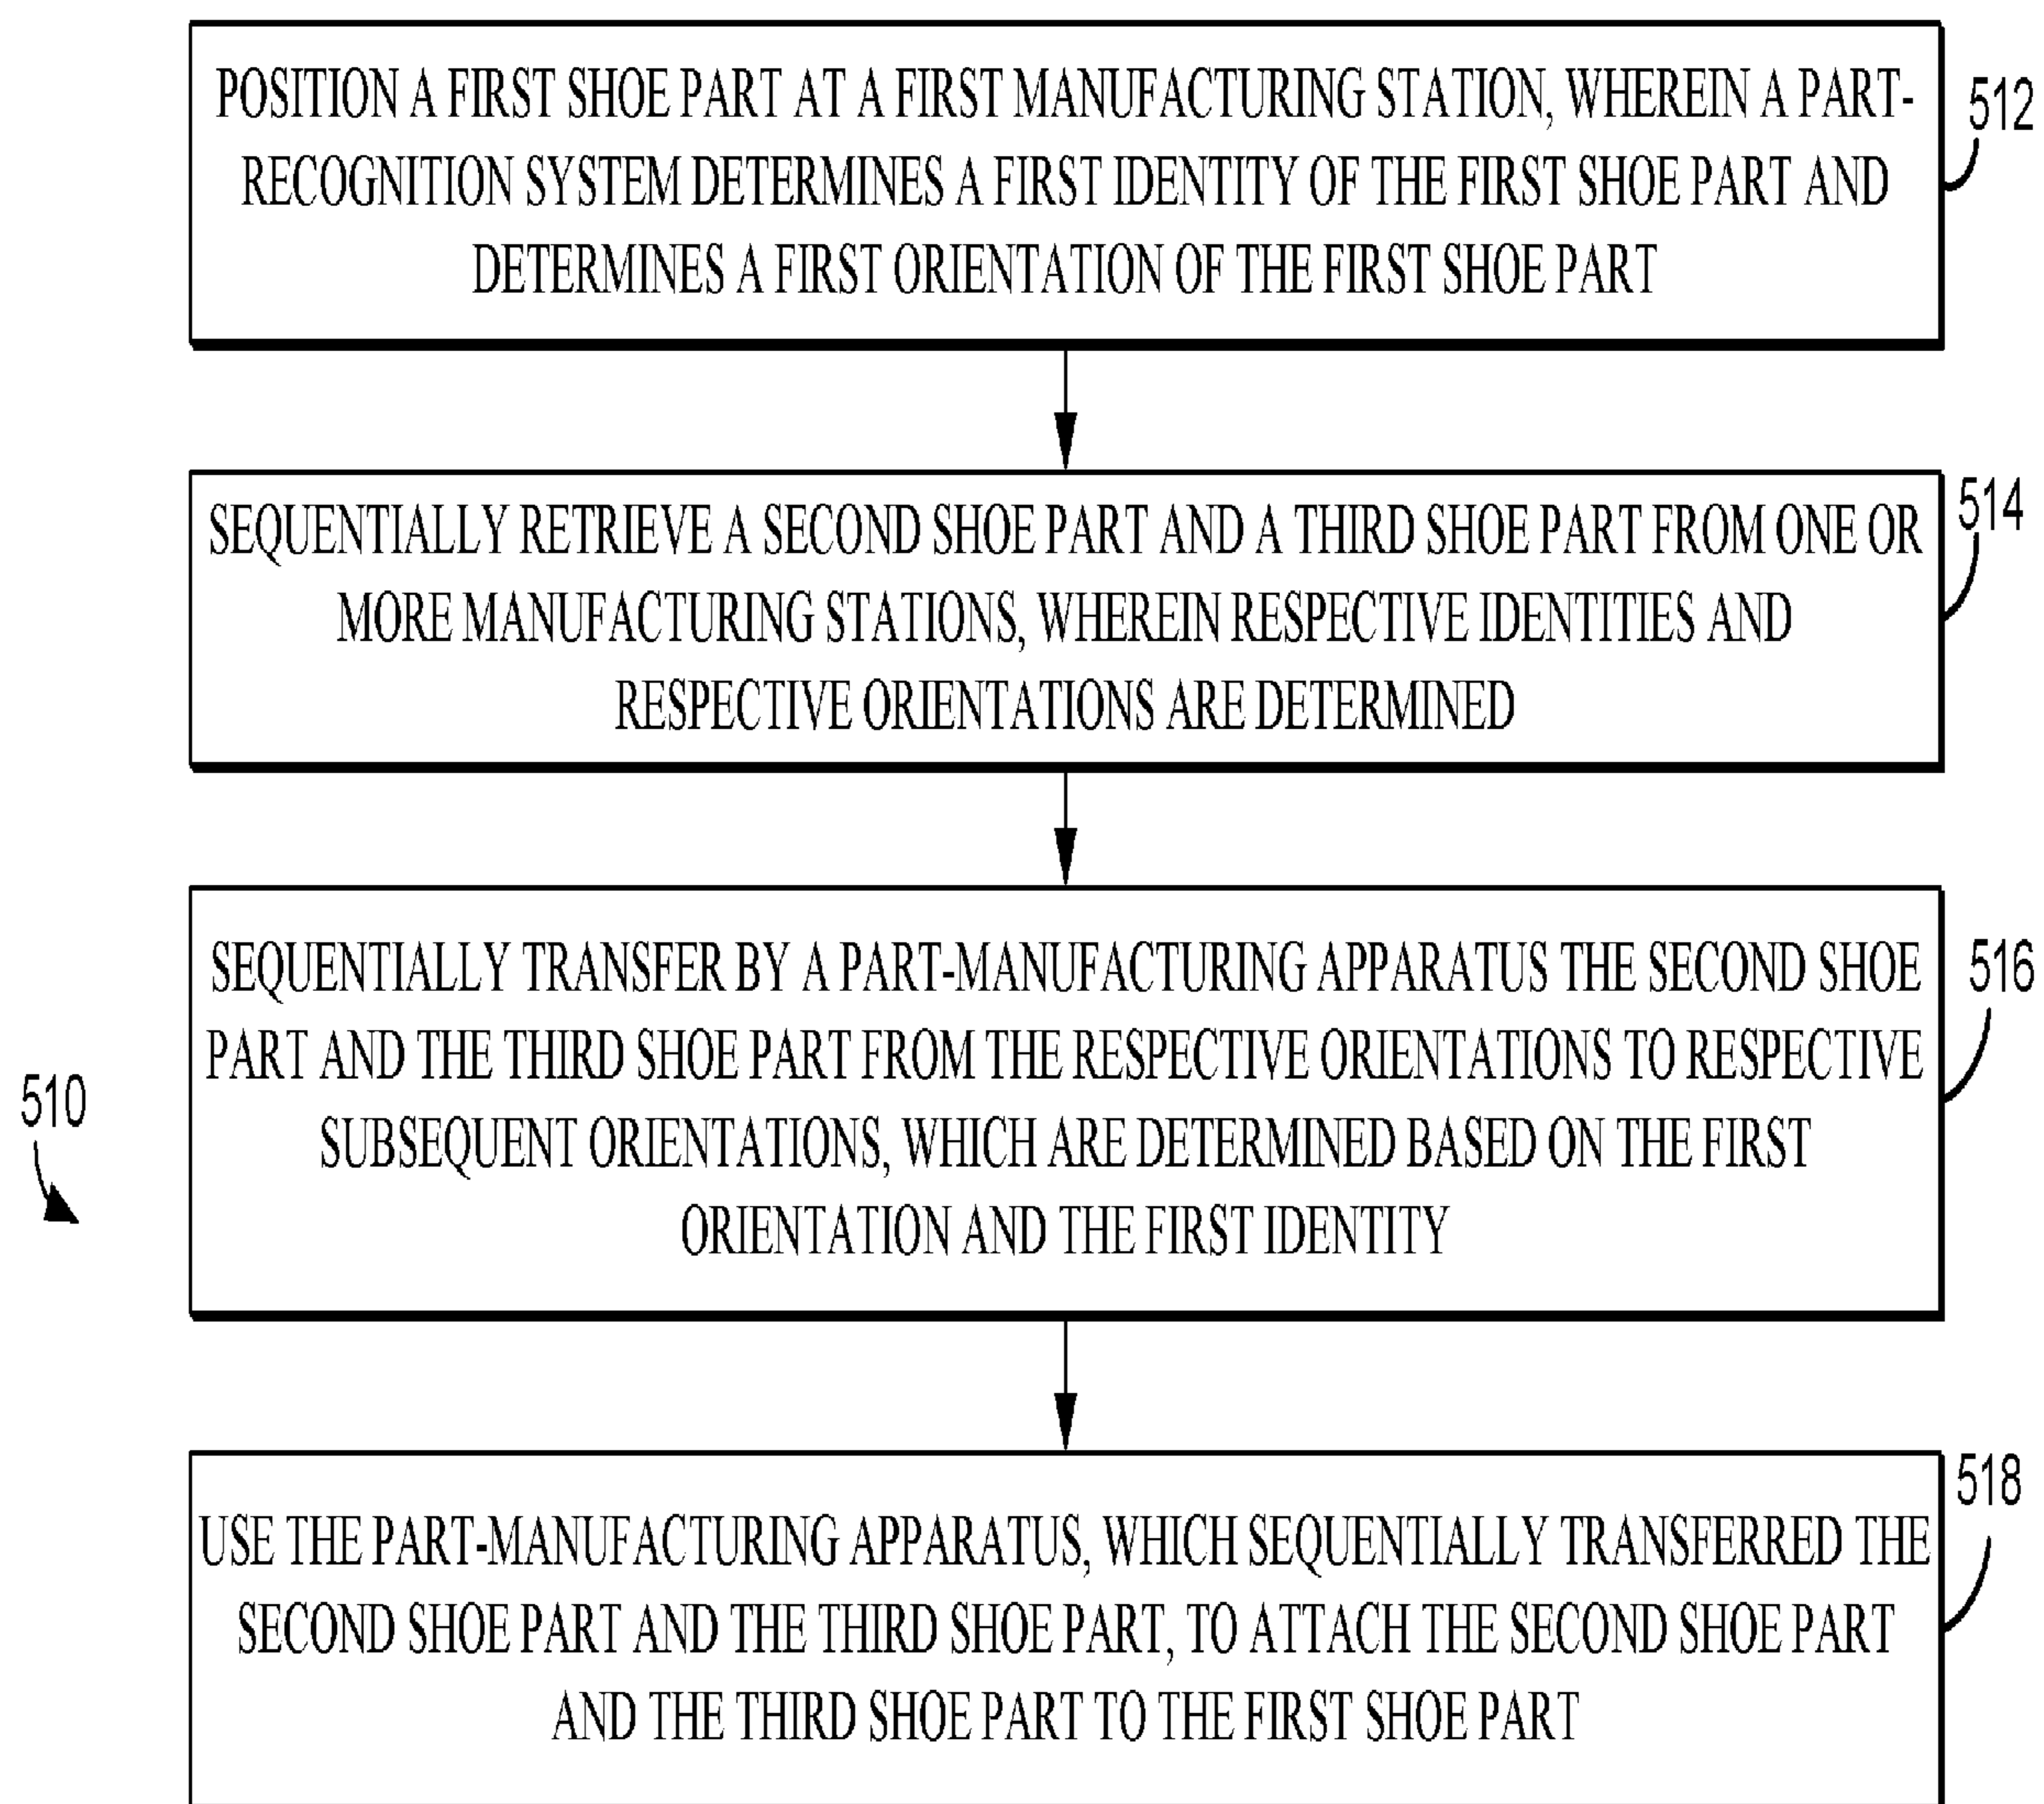 POSITION A FIRST SHOE PART AT A FIRST MANUFACTURING STATION, WHEREIN A PART-
RECOGNITION SYSTEM DETERMINES A FIRST IDENTITY OF THE FIRST SHOE PART AND
DETERMINES A FIRST ORIENTATION OF THE FIRST SHOE PART
512
SEQUENTIALLY RETRIEVE A SECOND SHOE PART AND A THIRD SHOE PART FROM ONE OR
MORE MANUFACTURING STATIONS, WHEREIN RESPECTIVE IDENTITIES AND
RESPECTIVE ORIENTATIONS ARE DETERMINED
514
SEQUENTIALLY TRANSFER BY A PART-MANUFACTURING APPARATUS THE SECOND SHOE
PART AND THE THIRD SHOE PART FROM THE RESPECTIVE ORIENTATIONS TO RESPECTIVE
SUBSEQUENT ORIENTATIONS, WHICH ARE DETERMINED BASED ON THE FIRST
ORIENTATION AND THE FIRST IDENTITY
516
510
USE THE PART-MANUFACTURING APPARATUS, WHICH SEQUENTIALLY TRANSFERRED THE
SECOND SHOE PART AND THE THIRD SHOE PART, TO ATTACH THE SECOND SHOE PART
AND THE THIRD SHOE PART TO THE FIRST SHOE PART
518